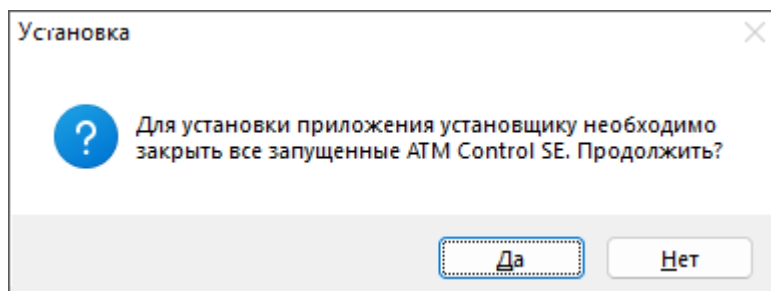 Установка
Для установки приложения установщику необходимо
закрыть все запущенные ATM Control SE. Продолжить?
Да
Нет